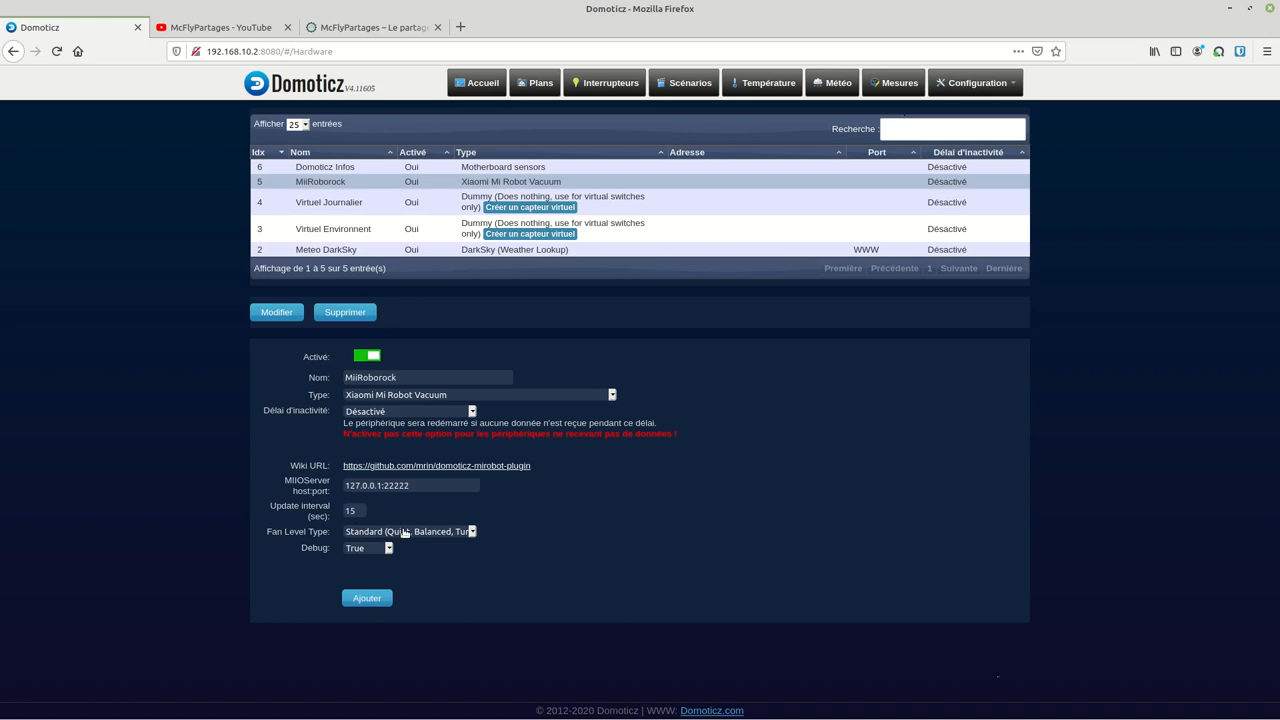 Domoticz - Mozilla Firefox
Domoticz
McFlyPartages - YouTube
McFlyPartages – Le partag
192.168.10.2:8080/#/Hardware
Domoticz V4.11605
Accueil Plans Interrupteurs Scénarios Température Météo Mesures Configuration
Afficher 25 entrées
Recherche :
Idx Nom Activé Type Adresse Port Délai d'inactivité
6 Domoticz Infos Oui Motherboard sensors Désactivé
5 MiiRoborock Oui Xiaomi Mi Robot Vacuum Désactivé
4 Virtuel Journalier Oui Dummy (Does nothing, use for virtual switches only) Créer un capteur virtuel Désactivé
3 Virtuel Environnent Oui Dummy (Does nothing, use for virtual switches only) Créer un capteur virtuel Désactivé
2 Meteo DarkSky Oui DarkSky (Weather Lookup) WWW Désactivé
Affichage de 1 à 5 sur 5 entrée(s)
Première Précédente 1 Suivante Dernière
Modifier Supprimer
Activé:
Nom: MiiRoborock
Type: Xiaomi Mi Robot Vacuum
Délai d'inactivité: Désactivé
Le périphérique sera redémarré si aucune donnée n'est reçue pendant ce délai.
N'activez pas cette option pour les périphériques ne recevant pas de données !
Wiki URL: https://github.com/mrin/domoticz-mirobot-plugin
MIIOServer
host:port: 127.0.0.1:22222
Update interval
(sec): 15
Fan Level Type: Standard (Quiet, Balanced, Tur
Debug: True
Ajouter
© 2012-2020 Domoticz | WWW: Domoticz.com